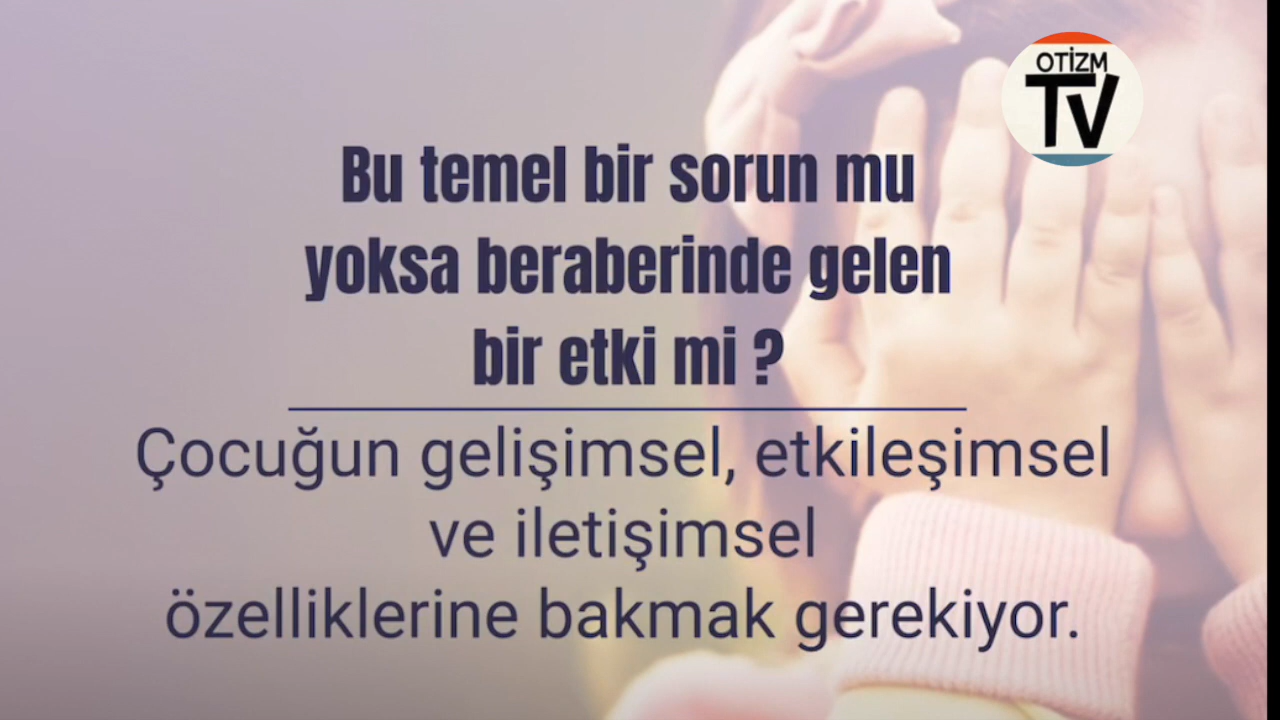 OTİZM
TV
Bu temel bir sorun mu
yoksa beraberinde gelen
bir etki mi ?
Çocuğun gelişimsel, etkileşimsel
ve iletişimsel
özelliklerine bakmak gerekiyor.